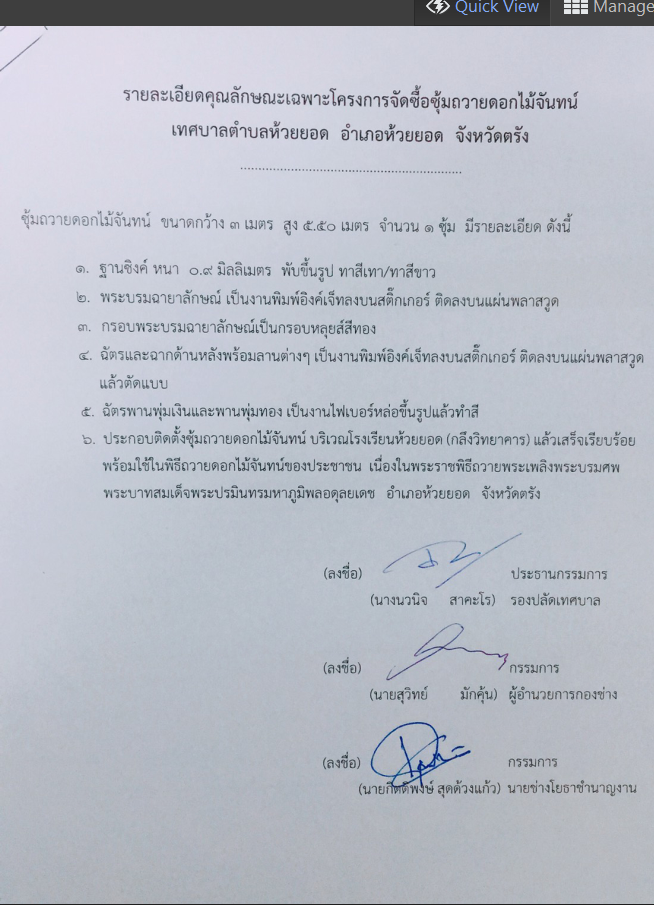 Quick View Manage
รายละเอียดคุณลักษณะเฉพาะโครงการจัดซื้อซุ้มถวายดอกไม้จันทน์
เทศบาลตำบลห้วยยอด อำเภอห้วยยอด จังหวัดตรัง
ซุ้มถวายดอกไม้จันทน์ ขนาดกว้าง ๓ เมตร สูง ๕.๕๐ เมตร จำนวน ๑ ซุ้ม มีรายละเอียด ดังนี้
๑. ฐานซิงค์ หนา ๐.๙ มิลลิเมตร พับขึ้นรูป ทาสีเทา/ทาสีขาว
๒. พระบรมฉายาลักษณ์ เป็นงานพิมพ์อิงค์เจ็ทลงบนสติ๊กเกอร์ ติดลงบนแผ่นพลาสวูด
๓. กรอบพระบรมฉายาลักษณ์เป็นกรอบหลุยส์สีทอง
๔. ฉัตรและฉากด้านหลังพร้อมลานต่างๆ เป็นงานพิมพ์อิงค์เจ็ทลงบนสติ๊กเกอร์ ติดลงบนแผ่นพลาสวูด
แล้วตัดแบบ
๕. ฉัตรพานพุ่มเงินและพานพุ่มทอง เป็นงานไฟเบอร์หล่อขึ้นรูปแล้วทำสี
๖. ประกอบติดตั้งซุ้มถวายดอกไม้จันทน์ บริเวณโรงเรียนห้วยยอด (กลึงวิทยาคาร) แล้วเสร็จเรียบร้อย
พร้อมใช้ในพิธีถวายดอกไม้จันทน์ของประชาชน เนื่องในพระราชพิธีถวายพระเพลิงพระบรมศพ
พระบาทสมเด็จพระปรมินทรมหาภูมิพลอดุลยเดช อำเภอห้วยยอด จังหวัดตรัง
(ลงชื่อ) ประธานกรรมการ
(นางนวนิจ สาคะโร) รองปลัดเทศบาล
(ลงชื่อ) กรรมการ
(นายสุวิทย์ มักคุ้น) ผู้อำนวยการกองช่าง
(ลงชื่อ) กรรมการ
(นายกิตติพงษ์ สุดด้วงแก้ว) นายช่างโยธาชำนาญงาน